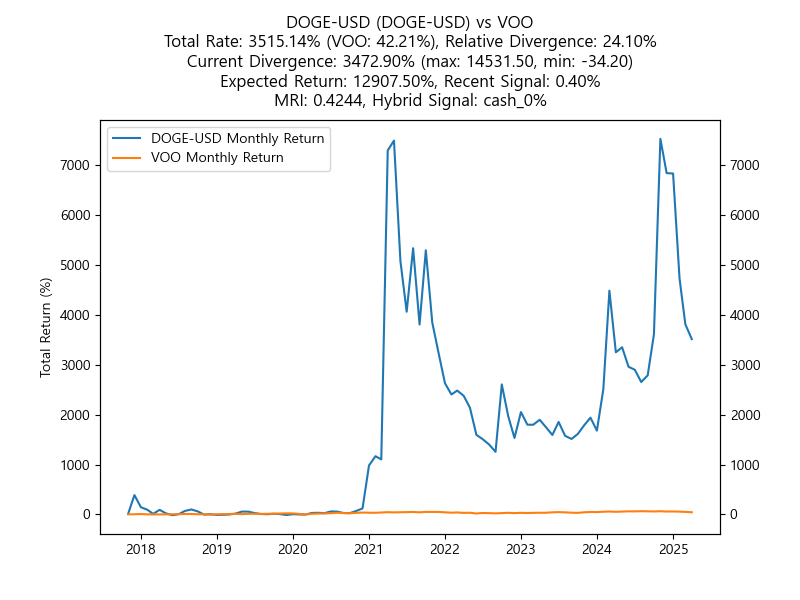 DOGE-USD (DOGE-USD) vs VOO
Total Rate: 3515.14% (VOO: 42.21%), Relative Divergence: 24.10%
Current Divergence: 3472.90% (max: 14531.50, min: -34.20)
Expected Return: 12907.50%, Recent Signal: 0.40%
MRI: 0.4244, Hybrid Signal: cash_0%
DOGE-USD Monthly Return
VOO Monthly Return
Total Return (%)
7000 7000
6000 6000
5000 5000
4000 4000
3000 3000
2000 2000
1000 1000
0 0
2018 2019 2020 2021 2022 2023 2024 2025